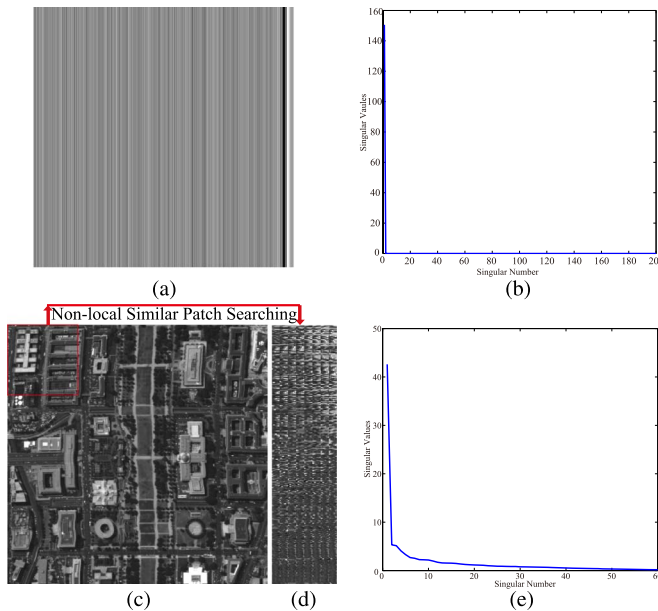 160
140
120
100
80
60
40
20
0
Singular Vaules
0 20 40 60 80 100 120 140 160 180 200
Singular Number
(a)
(b)
Non-local Similar Patch Searching
50
40
30
20
10
0
Singular Values
0 10 20 30 40 50 60
Singular Number
(c)
(d)
(e)